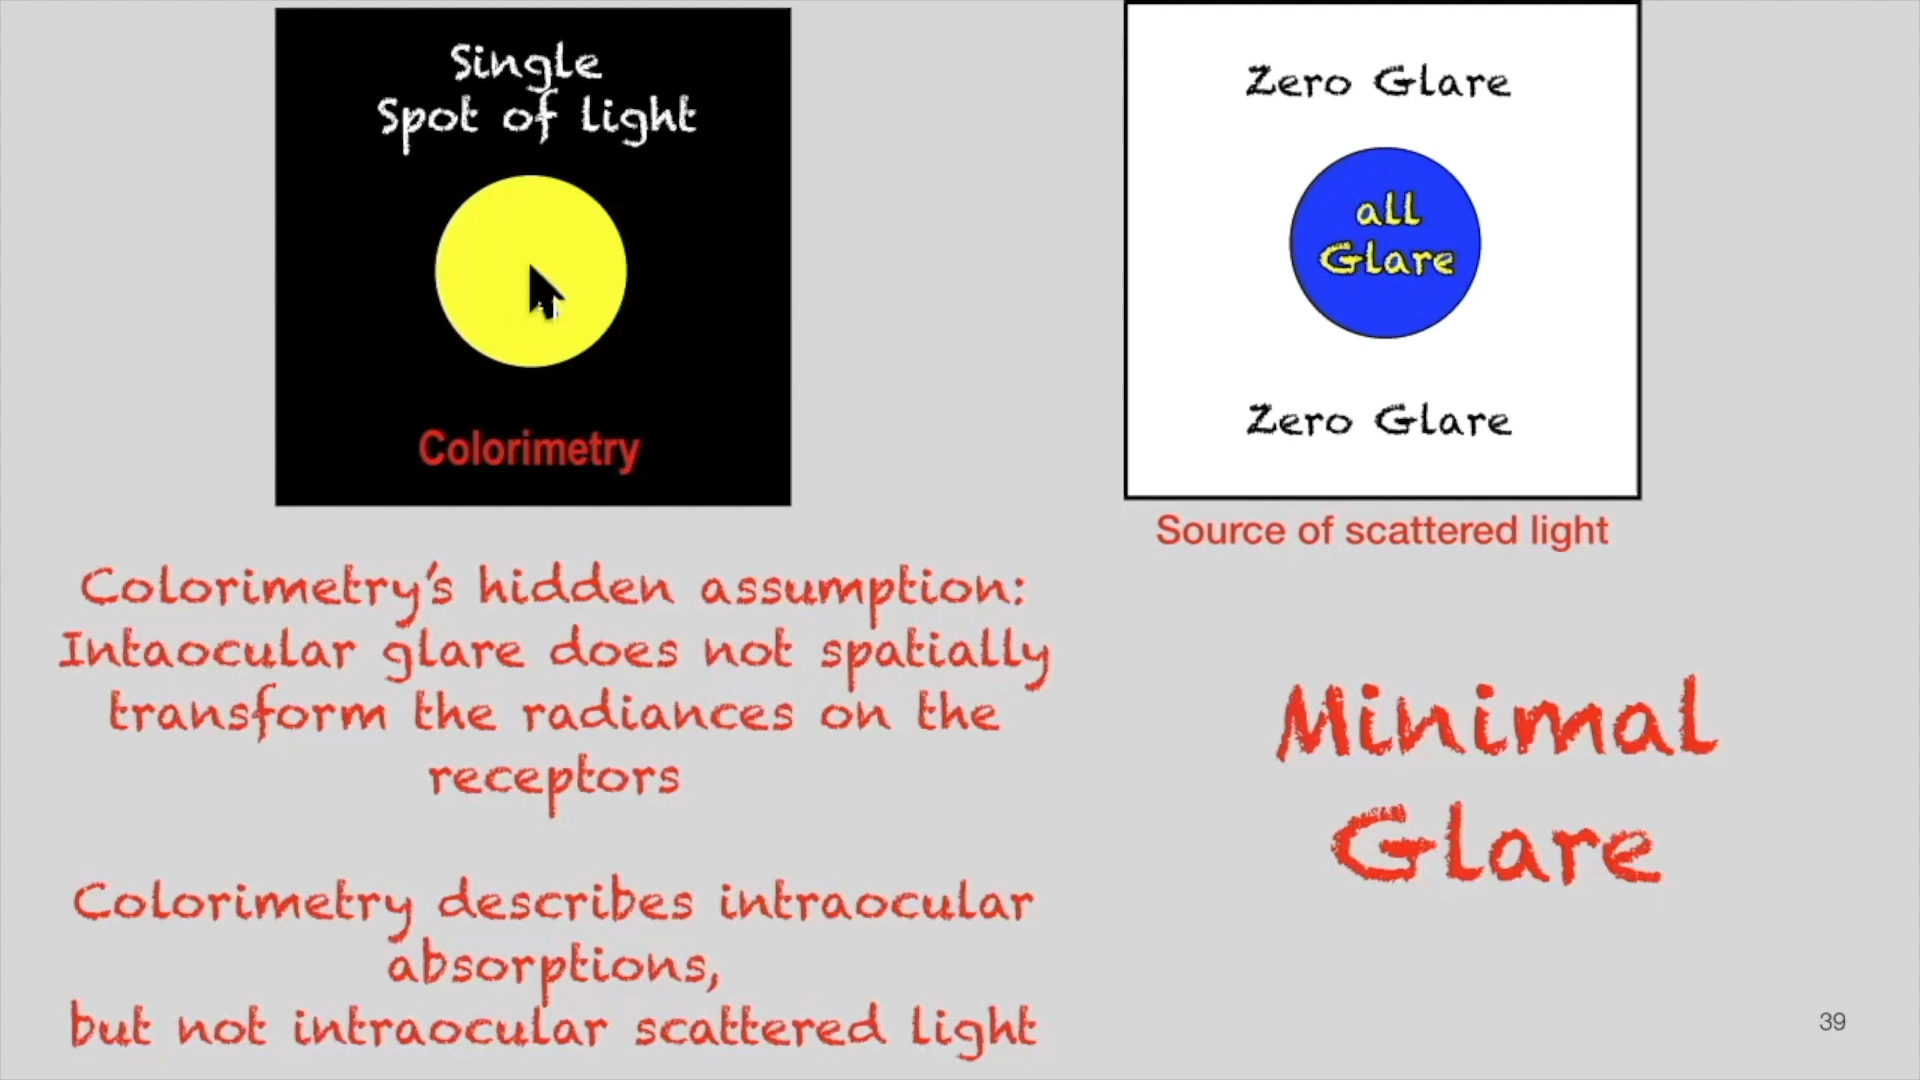 Single
Spot of light
Colorimetry
Zero Glare
all
Glare
Zero Glare
Source of scattered light
Colorimetry's hidden assumption:
Intaocular glare does not spatially
transform the radiances on the
receptors
Colorimetry describes intraocular
absorptions,
but not intraocular scattered light
Minimal
Glare
39